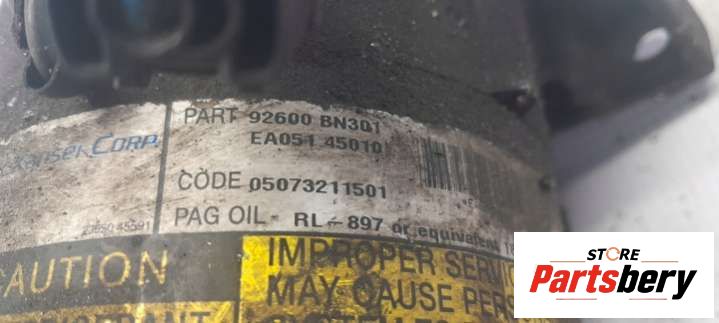 PART 92600 BN301
EA051 45010
CORP.
CODE 05073211501
PAG OIL- RL-897 or equivalent
CAUTION
IMPROPER SERVI
MAY CAUSE PERS
STORE
Partsbery